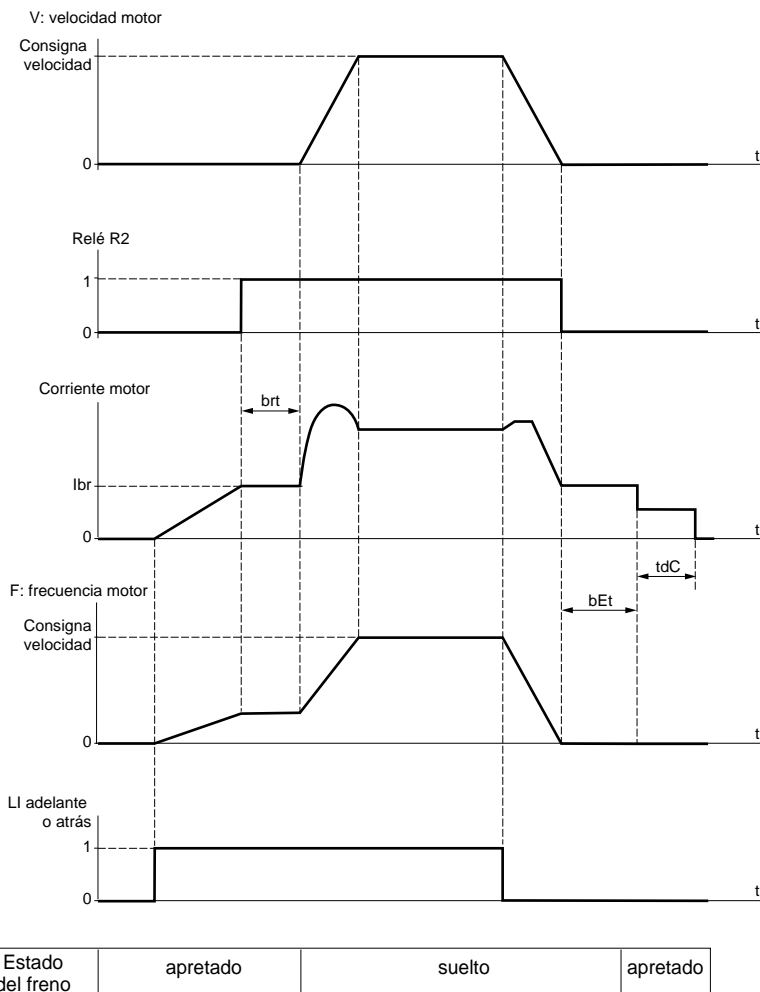 V: velocidad motor
Consigna
velocidad
0
t
Relé R2
1
0
t
Corriente motor
brt
Ibr
0
t
tdC
bEt
F: frecuencia motor
Consigna
velocidad
0
t
LI adelante
o atrás
1
0
t
Estado
del freno
apretado
suelto
apretado